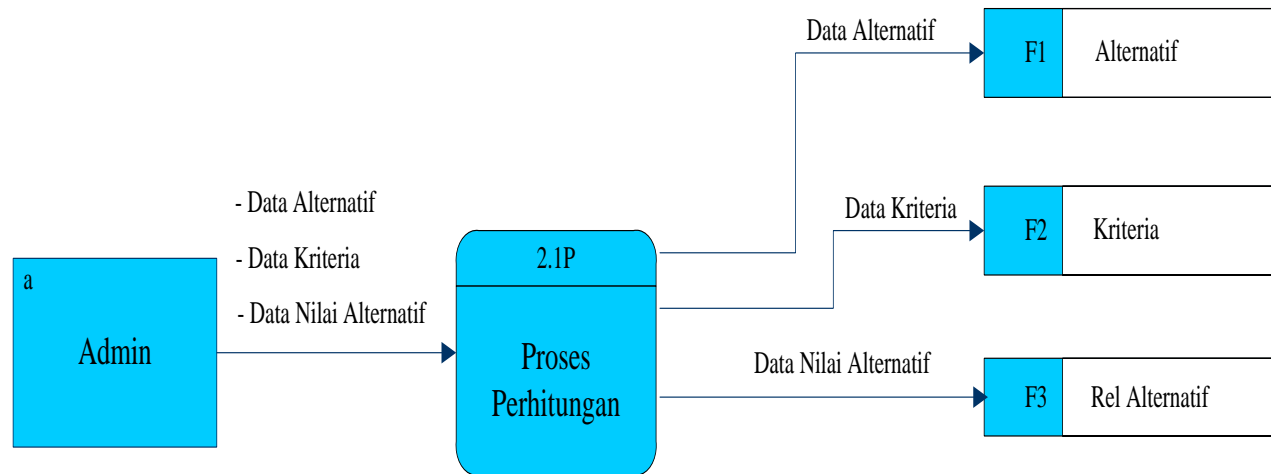 Data Alternatif
F1
Alternatif
- Data Alternatif
- Data Kriteria
- Data Nilai Alternatif
a
Admin
2.1P
Proses
Perhitungan
Data Kriteria
F2
Kriteria
Data Nilai Alternatif
F3
Rel Alternatif